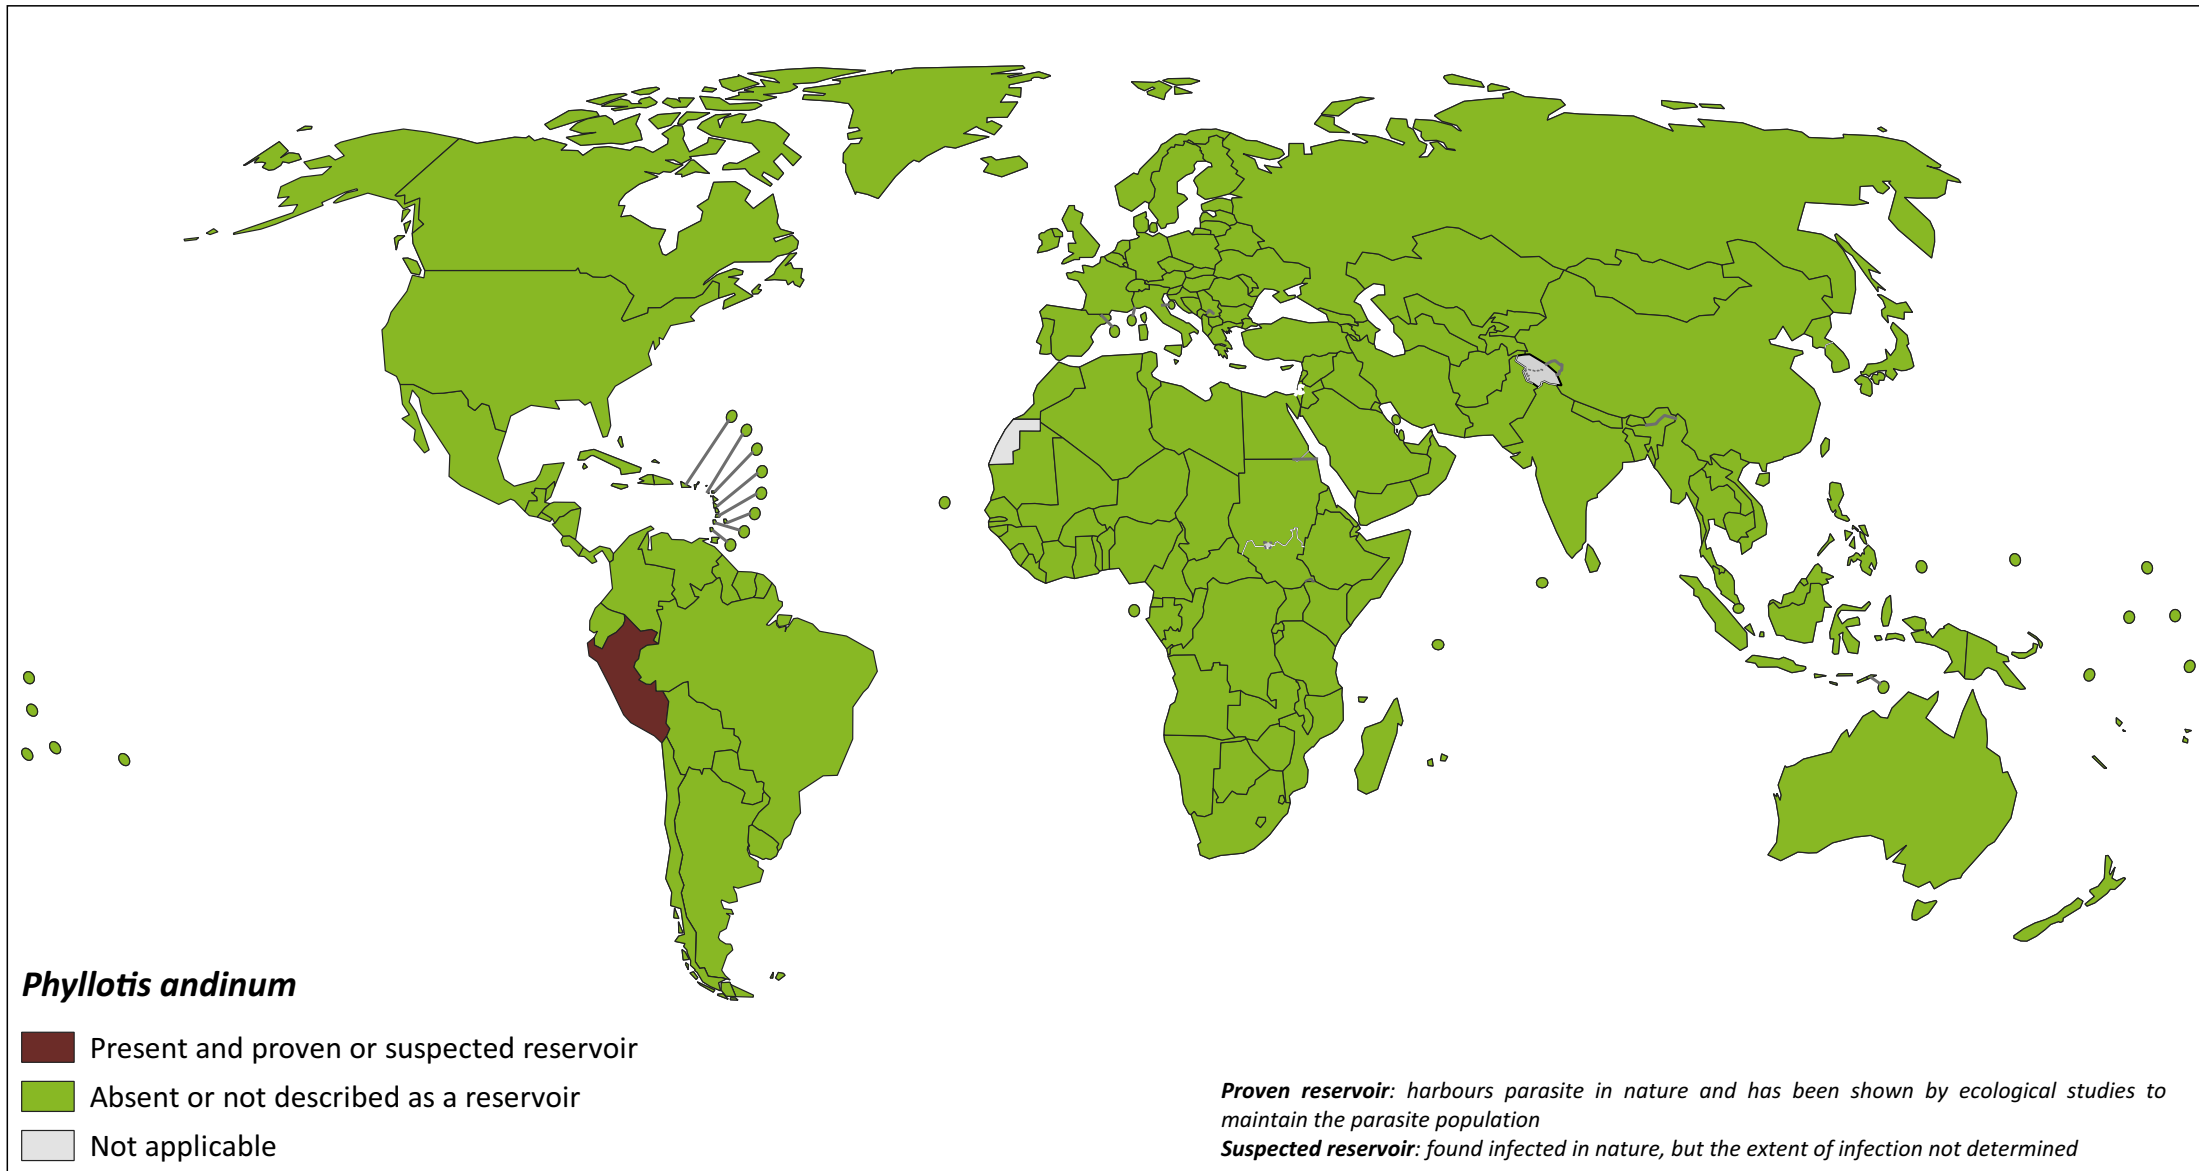 Phyllotis andinum
Present and proven or suspected reservoir
Absent or not described as a reservoir
Not applicable
Proven reservoir: harbours parasite in nature and has been shown by ecological studies to
maintain the parasite population
Suspected reservoir: found infected in nature, but the extent of infection not determined